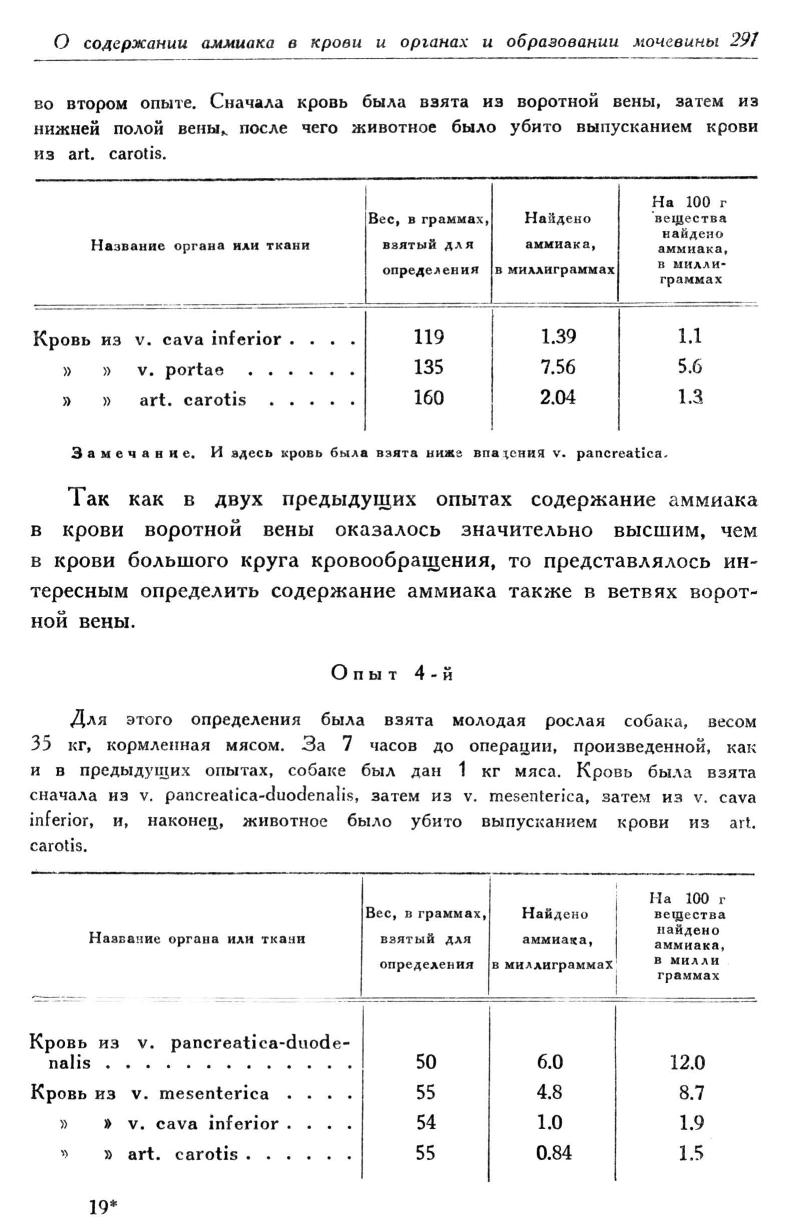 О содержании аммиака в крови и органах и образовании мочевины 291
во втором опыте. Сначала кровь была взята из воротной вены, затем из
нижней полой вены, после чего животное было убито выпусканием крови
из art. carotis.
Название органа или ткани
Вес, в граммах,
взятый для
определения
Найдено
аммиака,
в миллиграммах
На 100 г
вещества
найдено
аммиака,
в милли-
граммах
Кровь из v. cava inferior . . . . 119 1.39 1.1
» » v. portae . . . . . . 135 7.56 5.6
» » art. carotis . . . . . 160 2.04 1.3
Замечание. И здесь кровь была взята ниже впадения v. pancreatica.
Так как в двух предыдущих опытах содержание аммиака
в крови воротной вены оказалось значительно высшим, чем
в крови большого круга кровообращения, то представлялось ин-
тересным определить содержание аммиака также в ветвях ворот-
ной вены.
Опыт 4-й
Для этого определения была взята молодая рослая собака, весом
35 кг, кормленная мясом. За 7 часов до операции, произведенной, как
и в предыдущих опытах, собаке был дан 1 кг мяса. Кровь была взята
сначала из v. pancreatica-duodenalis, затем из v. mesenterica, затем из v. cava
inferior, и, наконец, животное было убито выпусканием крови из art.
carotis.
Название органа или ткани
Вес, в граммах,
взятый для
определения
Найдено
аммиака,
в миллиграммах
На 100 г
вещества
найдено
аммиака,
в милли
граммах
Кровь из v. pancreatica-duode-
nalis . . . . . . . . . . . . . 50 6.0 12.0
Кровь из v. mesenterica . . . . 55 4.8 8.7
» » v. cava inferior . . . . 54 1.0 1.9
» » art. carotis . . . . . . 55 0.84 1.5
19*